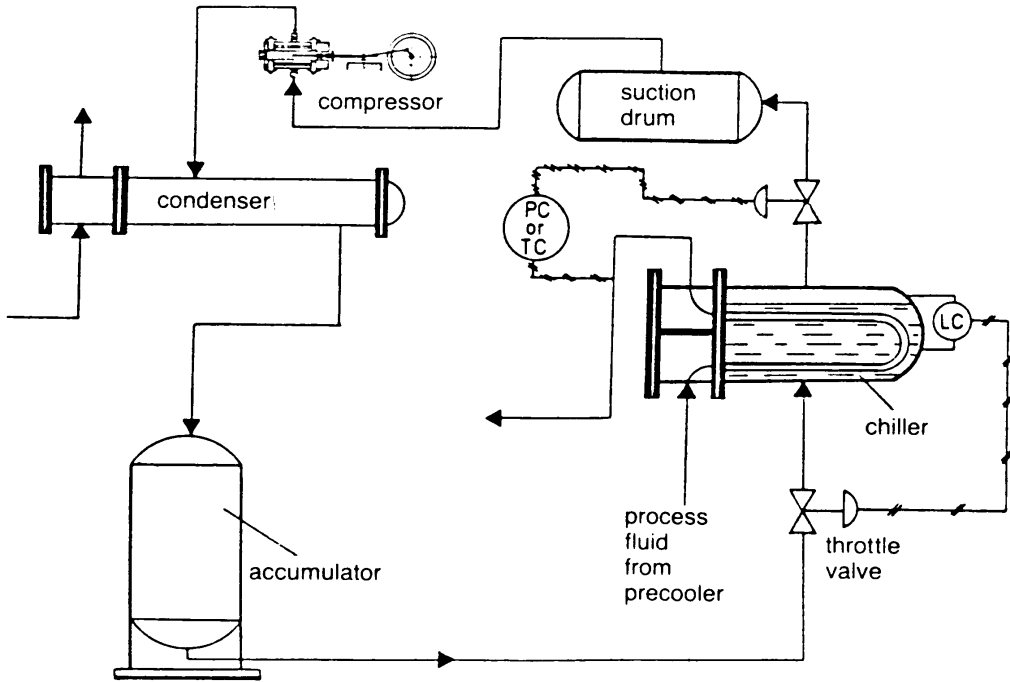 compressor
suction
drum
condenser
PC
or
TC
LC
chiller
process
fluid
from
precooler
throttle
valve
accumulator